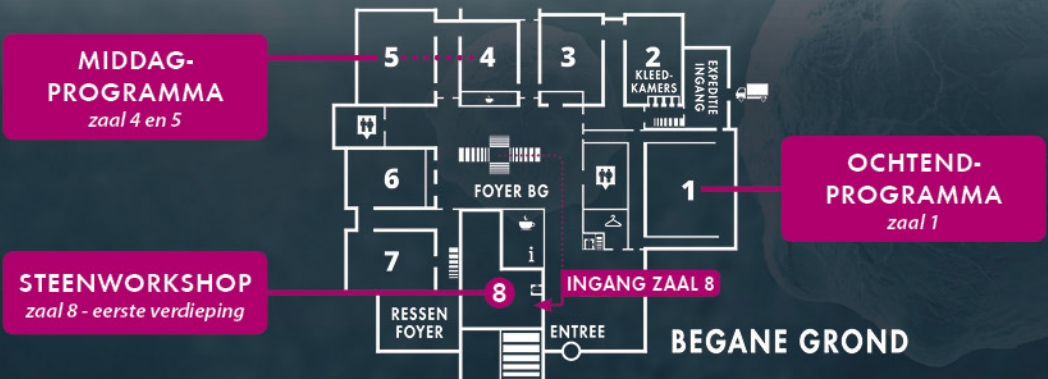 MIDDAG-
PROGRAMMA
zaal 4 en 5
5
4
3
2
KLEED-
KAMERS
EXPEDITIE
INGANG
OCHTEND-
PROGRAMMA
zaal 1
1
6
FOYER BG
7
i
STEENWORKSHOP
zaal 8 - eerste verdieping
8
INGANG ZAAL 8
RESSEN
FOYER
ENTREE
BEGANE GROND